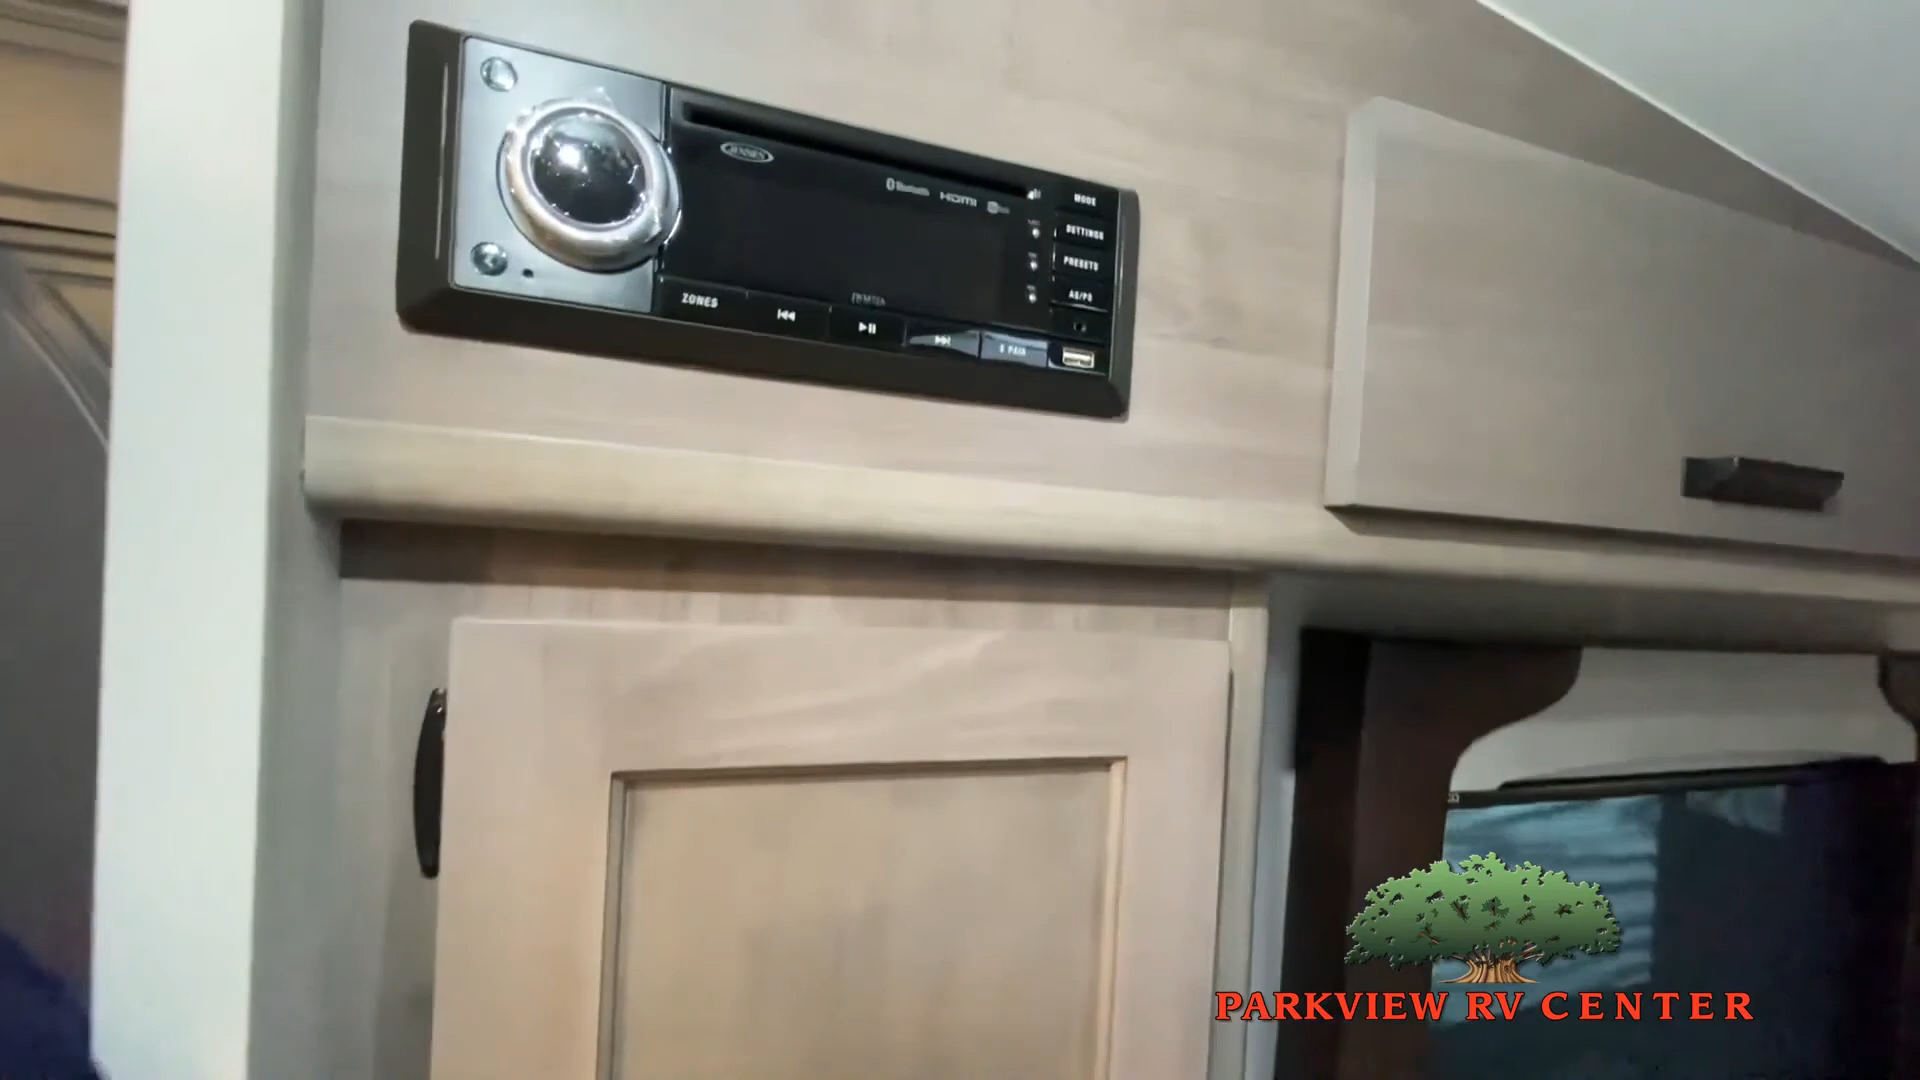 JENSEN
Bluetooth
HDMI
MODE
SETTINGS
PRESETS
AS/PS
ZONES
PARKVIEW RV CENTER